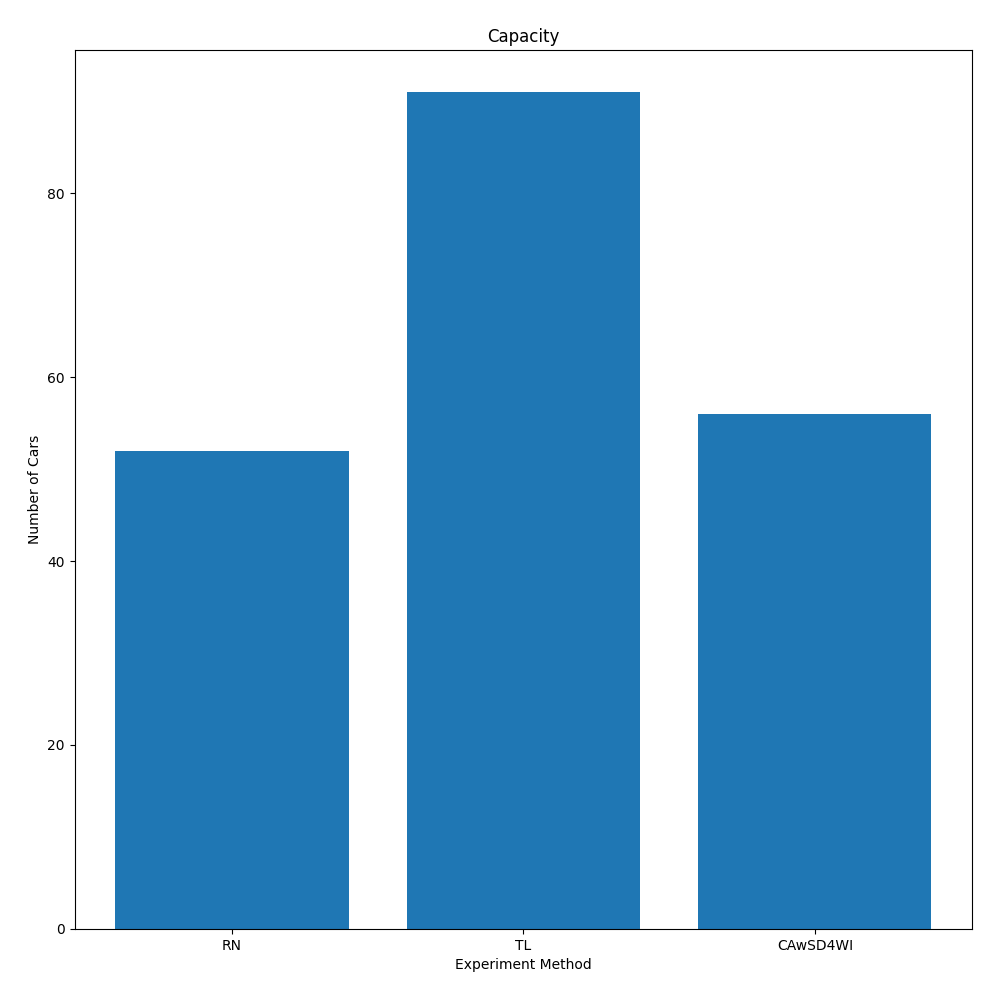 Capacity
Number of Cars
80
60
40
20
0
RN
TL
CAwSD4WI
Experiment Method